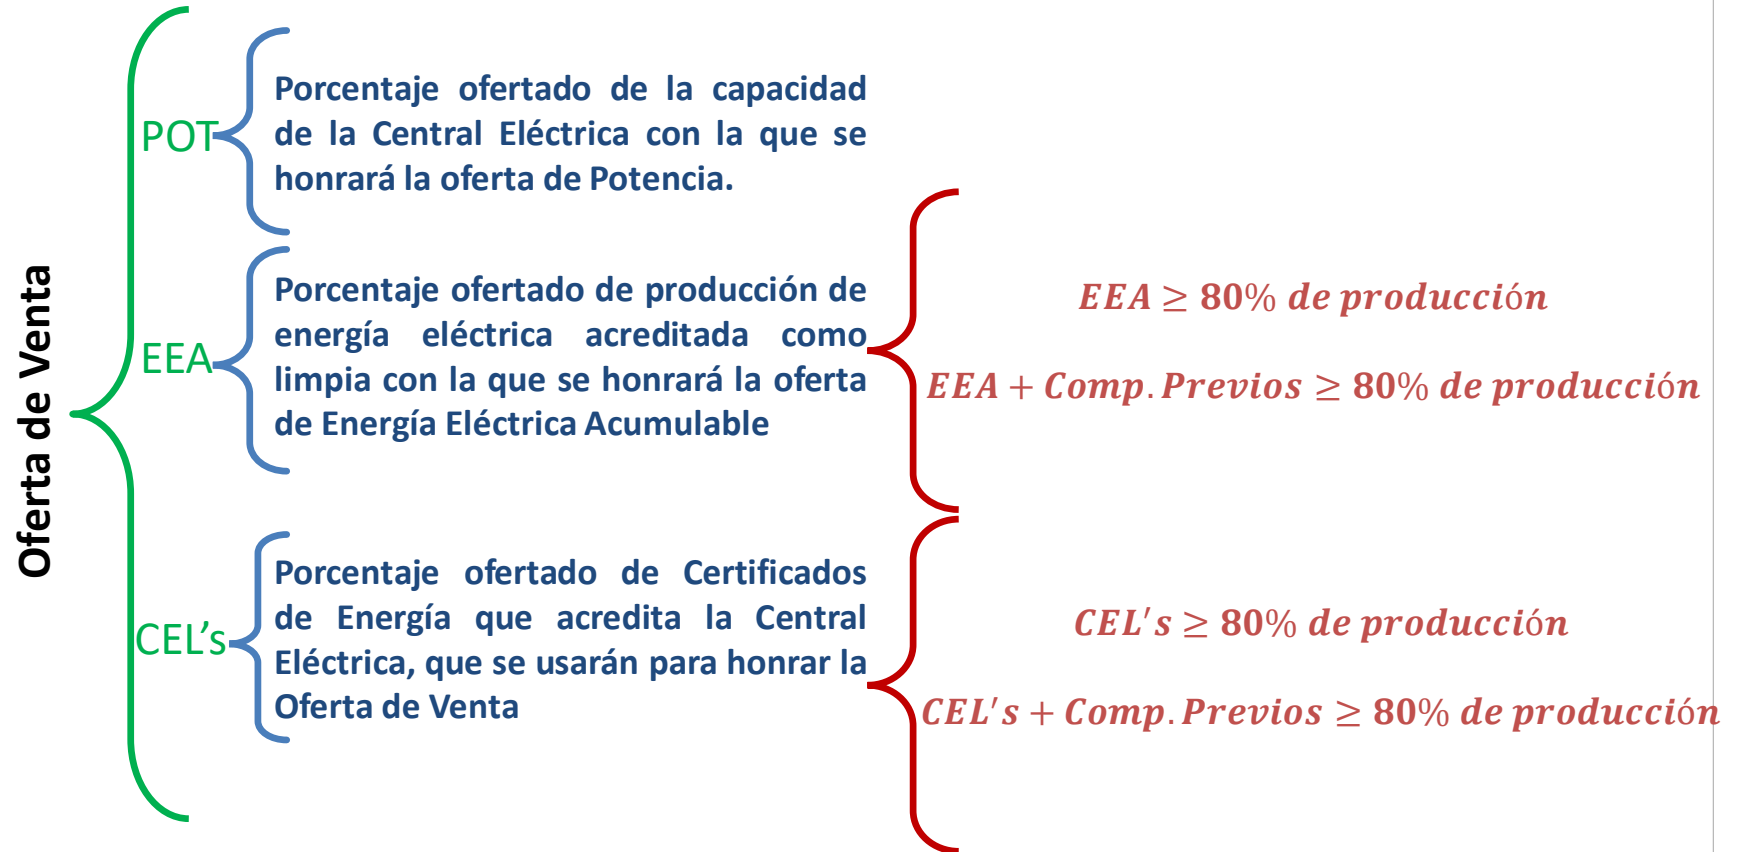 Oferta de Venta
POT
Porcentaje ofertado de la capacidad
de la Central Eléctrica con la que se
honrará la oferta de Potencia.
EEA
Porcentaje ofertado de producción de
energía eléctrica acreditada como
limpia con la que se honrará la oferta
de Energía Eléctrica Acumulable
EEA ≥ 80% de producción
EEA + Comp. Previos ≥ 80% de producción
CEL's
Porcentaje ofertado de Certificados
de Energía que acredita la Central
Eléctrica, que se usarán para honrar la
Oferta de Venta
CEL's ≥ 80% de producción
CEL's + Comp. Previos ≥ 80% de producción